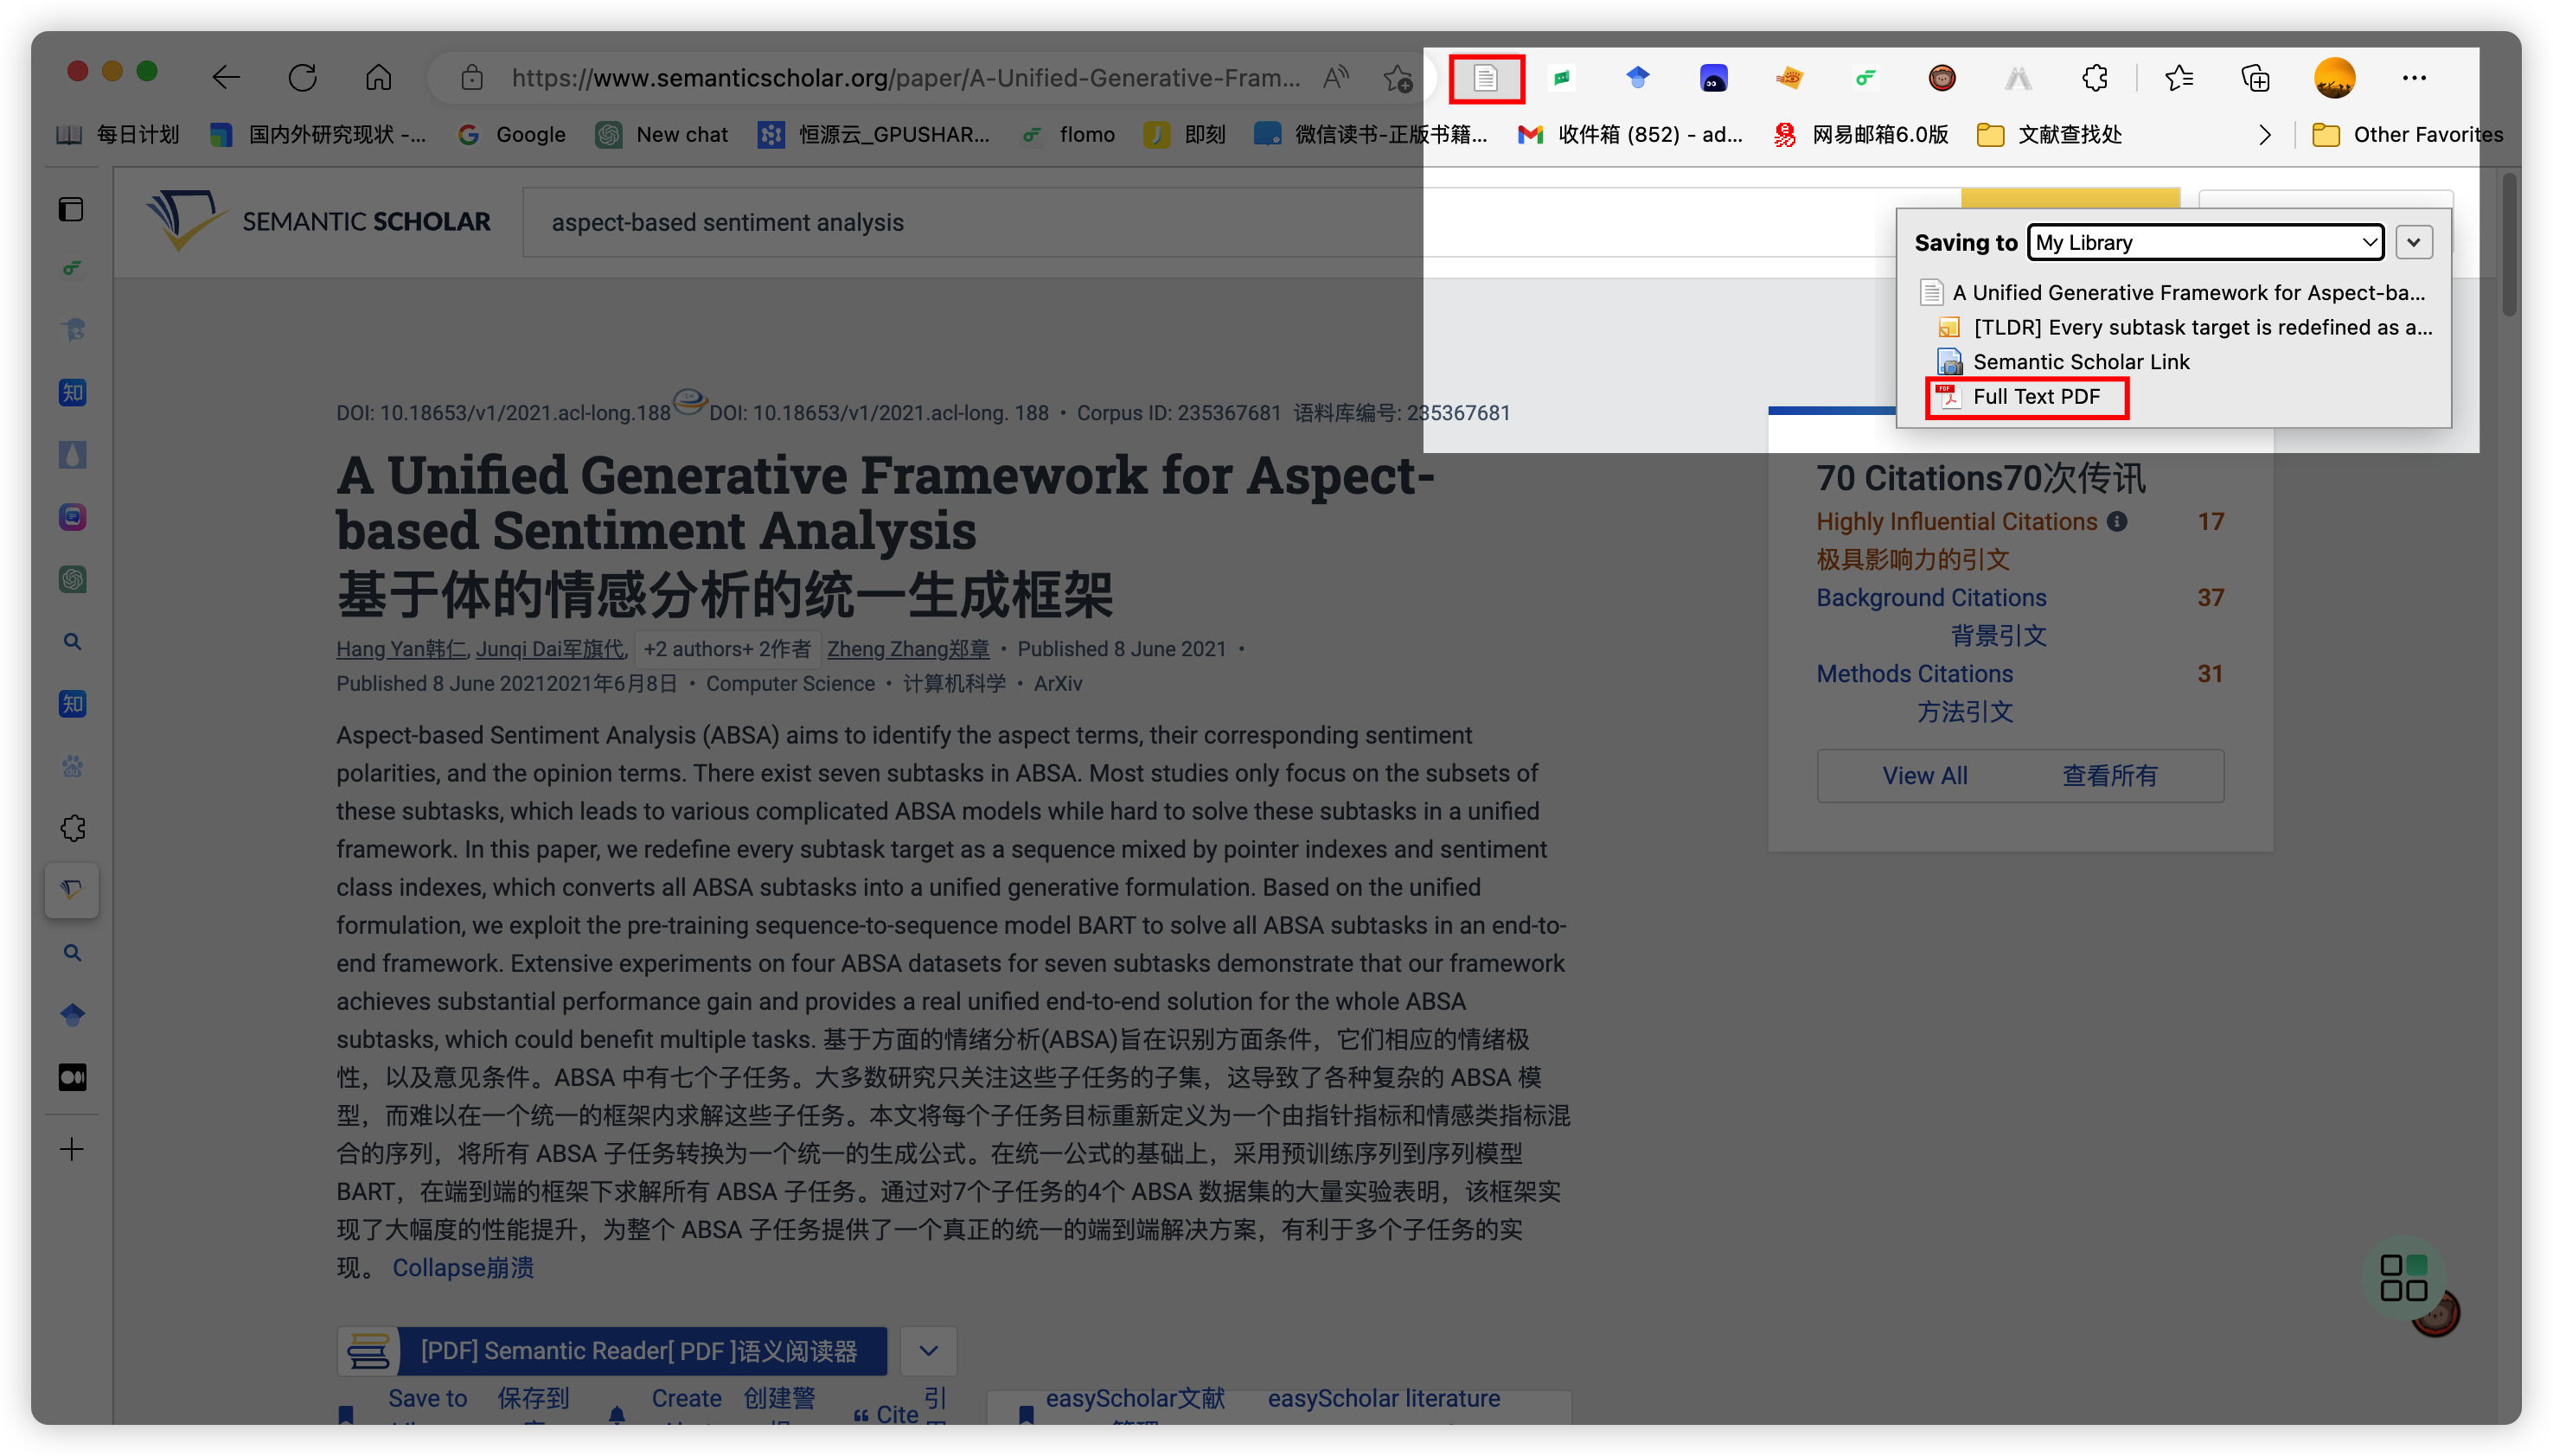 https://www.semanticscholar.org/paper/A-Unified-Generative-Fram...
每日计划
国内外研究现状 -...
Google
New chat
恒源云_GPUSHAR...
flomo
即刻
微信读书-正版书籍...
收件箱 (852) - ad...
网易邮箱6.0版
文献查找处
Other Favorites
SEMANTIC SCHOLAR
aspect-based sentiment analysis
Saving to My Library
A Unified Generative Framework for Aspect-ba...
[TLDR] Every subtask target is redefined as a...
Semantic Scholar Link
PDF Full Text PDF
DOI: 10.18653/v1/2021.acl-long.188 DOI: 10.18653/v1/2021.acl-long. 188 • Corpus ID: 235367681 语料库编号: 235367681
A Unified Generative Framework for Aspect-
based Sentiment Analysis
基于体的情感分析的统一生成框架
Hang Yan韩仁, Junqi Dai军旗代, +2 authors+ 2作者 Zheng Zhang郑章 • Published 8 June 2021 •
Published 8 June 20212021年6月8日 • Computer Science • 计算机科学 • ArXiv
Aspect-based Sentiment Analysis (ABSA) aims to identify the aspect terms, their corresponding sentiment
polarities, and the opinion terms. There exist seven subtasks in ABSA. Most studies only focus on the subsets of
these subtasks, which leads to various complicated ABSA models while hard to solve these subtasks in a unified
framework. In this paper, we redefine every subtask target as a sequence mixed by pointer indexes and sentiment
class indexes, which converts all ABSA subtasks into a unified generative formulation. Based on the unified
formulation, we exploit the pre-training sequence-to-sequence model BART to solve all ABSA subtasks in an end-to-
end framework. Extensive experiments on four ABSA datasets for seven subtasks demonstrate that our framework
achieves substantial performance gain and provides a real unified end-to-end solution for the whole ABSA
subtasks, which could benefit multiple tasks. 基于方面的情绪分析(ABSA)旨在识别方面条件，它们相应的情绪极
性，以及意见条件。ABSA 中有七个子任务。大多数研究只关注这些子任务的子集，这导致了各种复杂的 ABSA 模
型，而难以在一个统一的框架内求解这些子任务。本文将每个子任务目标重新定义为一个由指针指标和情感类指标混
合的序列，将所有 ABSA 子任务转换为一个统一的生成公式。在统一公式的基础上，采用预训练序列到序列模型
BART，在端到端的框架下求解所有 ABSA 子任务。通过对7个子任务的4个 ABSA 数据集的大量实验表明，该框架实
现了大幅度的性能提升，为整个 ABSA 子任务提供了一个真正的统一的端到端解决方案，有利于多个子任务的实
现。 Collapse崩溃
70 Citations70次传讯
Highly Influential Citations 17
极具影响力的引文
Background Citations 37
背景引文
Methods Citations 31
方法引文
View All 查看所有
[PDF] Semantic Reader[ PDF ]语义阅读器
Save to 保存到
Create 创建警
Cite 引
easyScholar文献 easyScholar literature
知
知